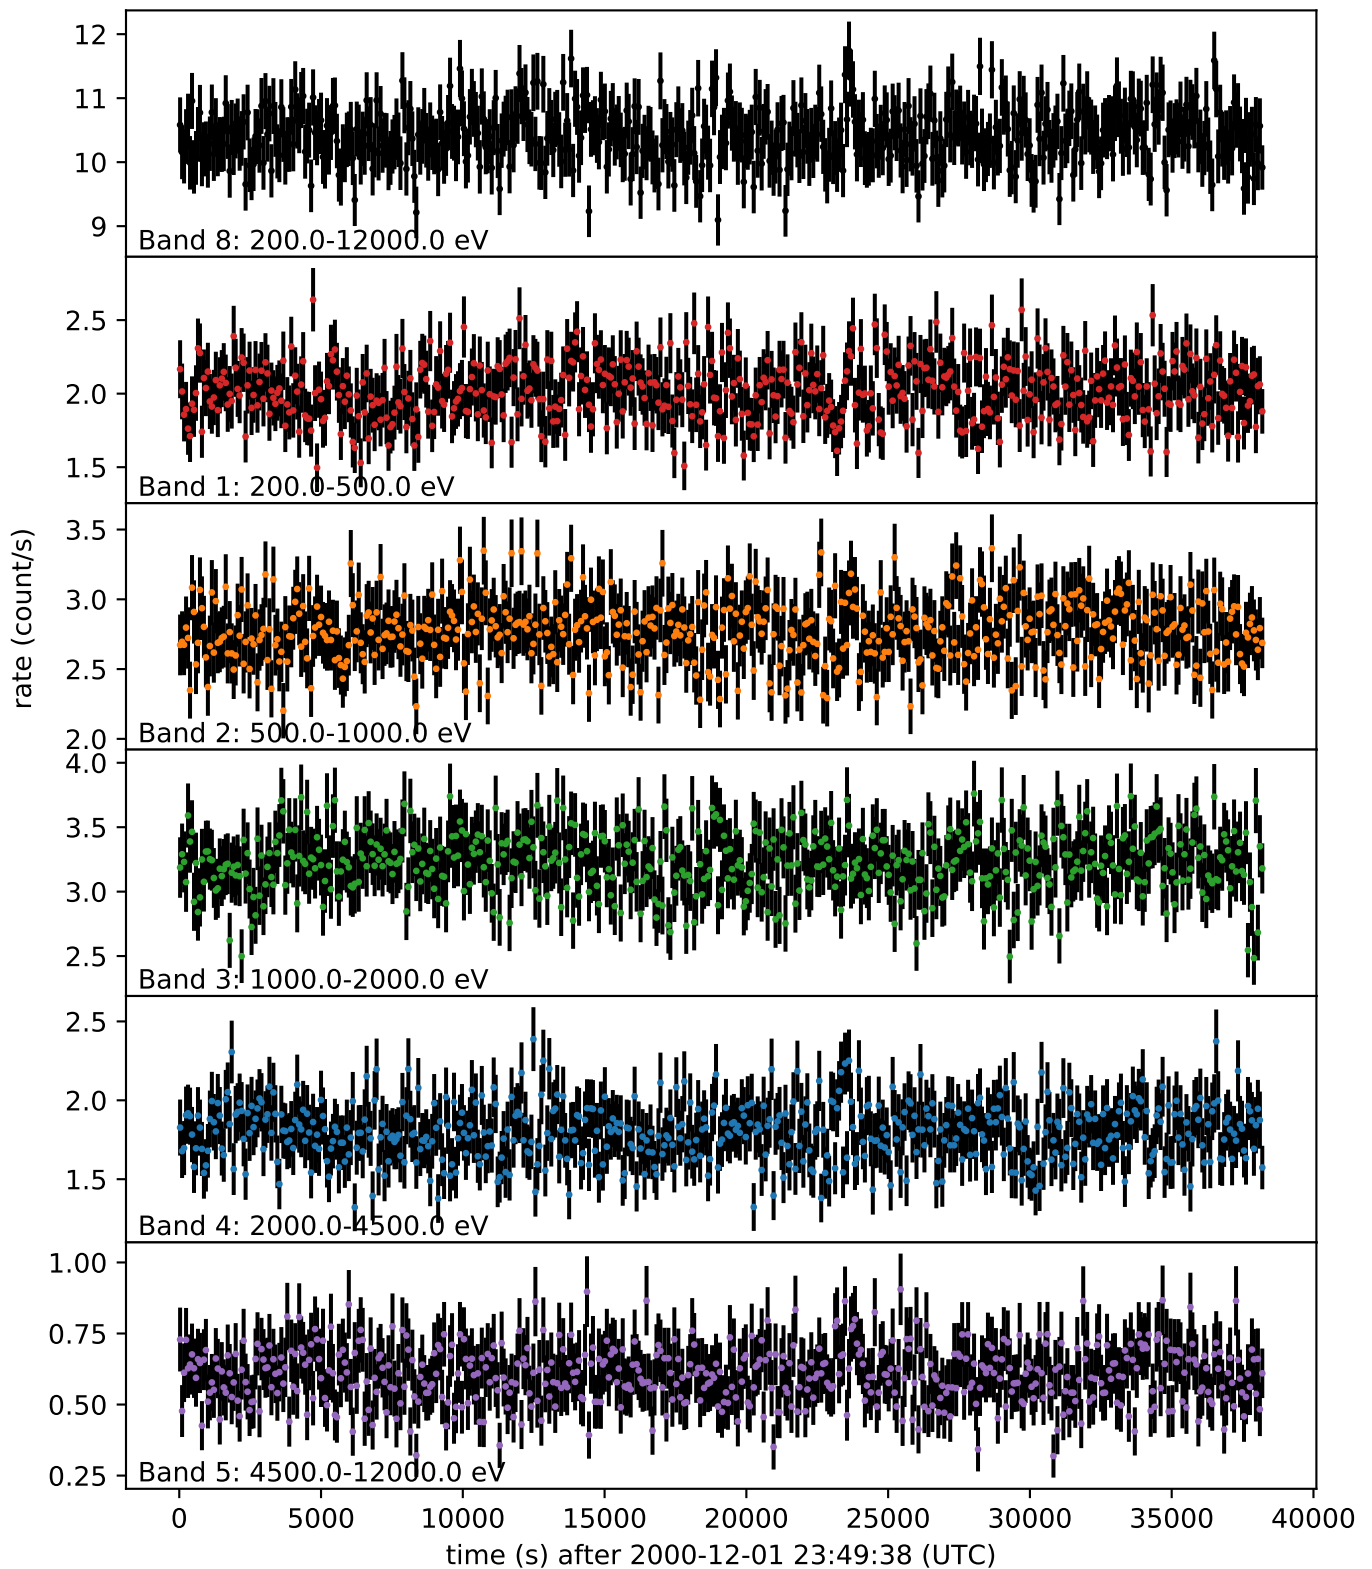 12
11
10
9
Band 8: 200.0-12000.0 eV
2.5
2.0
1.5
Band 1: 200.0-500.0 eV
3.5
3.0
2.5
2.0
Band 2: 500.0-1000.0 eV
rate (count/s)
4.0
3.5
3.0
2.5
Band 3: 1000.0-2000.0 eV
2.5
2.0
1.5
Band 4: 2000.0-4500.0 eV
1.00
0.75
0.50
0.25
Band 5: 4500.0-12000.0 eV
0 5000 10000 15000 20000 25000 30000 35000 40000
time (s) after 2000-12-01 23:49:38 (UTC)